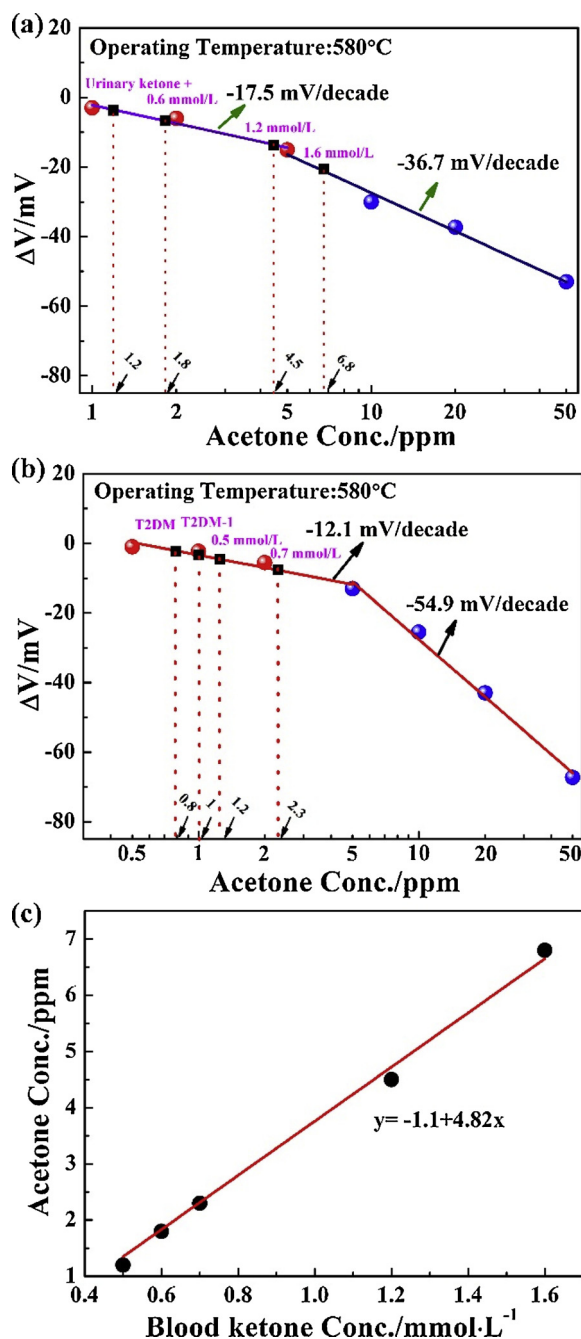 (a)
20
Operating Temperature:580°C
Urinary ketone +
0.6 mmol/L
-17.5 mV/decade
0
1.2 mmol/L
1.6 mmol/L
-20
-36.7 mV/decade
ΔV/mV
-40
-60
-80
1.2
1.8
4.5
6.8
1 2 5 10 20 50
Acetone Conc./ppm
(b)
20
Operating Temperature:580°C
T2DM T2DM-1
0.5 mmol/L
0.7 mmol/L
-12.1 mV/decade
0
-20
-54.9 mV/decade
ΔV/mV
-40
-60
-80
0.8
1
1.2
2.3
0.5 1 2 5 10 20 50
Acetone Conc./ppm
(c)
7
6
5
4
3
2
1
Acetone Conc./ppm
y= -1.1+4.82x
0.4 0.6 0.8 1.0 1.2 1.4 1.6
Blood ketone Conc./mmol·L⁻¹